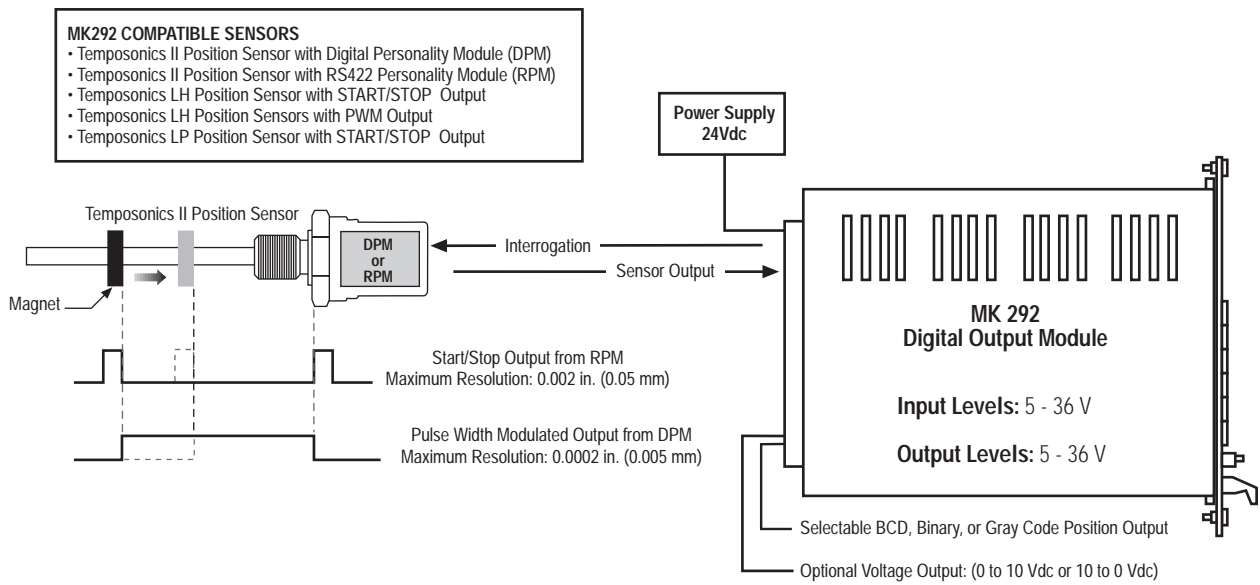 MK292 COMPATIBLE SENSORS
• Temposonics II Position Sensor with Digital Personality Module (DPM)
• Temposonics II Position Sensor with RS422 Personality Module (RPM)
• Temposonics LH Position Sensor with START/STOP Output
• Temposonics LH Position Sensors with PWM Output
• Temposonics LP Position Sensor with START/STOP Output
Power Supply
24Vdc
Temposonics II Position Sensor
DPM
or
RPM
Interrogation
Sensor Output
Magnet
MK 292
Digital Output Module
Start/Stop Output from RPM
Maximum Resolution: 0.002 in. (0.05 mm)
Input Levels: 5 - 36 V
Pulse Width Modulated Output from DPM
Maximum Resolution: 0.0002 in. (0.005 mm)
Output Levels: 5 - 36 V
Selectable BCD, Binary, or Gray Code Position Output
Optional Voltage Output: (0 to 10 Vdc or 10 to 0 Vdc)